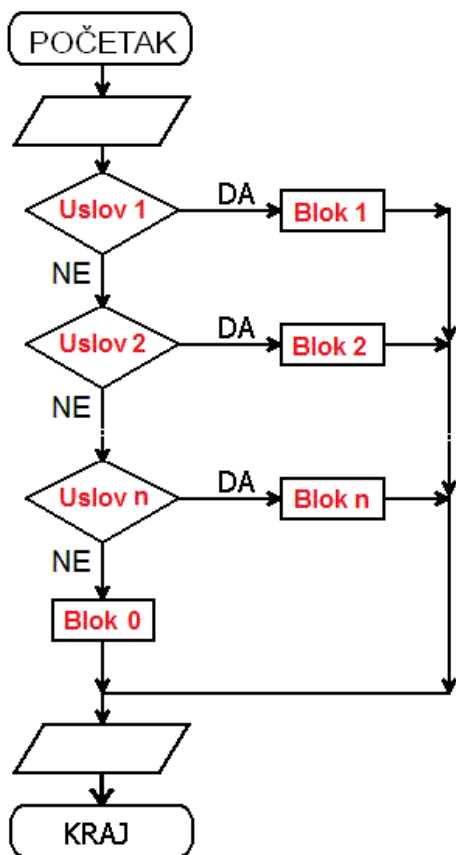 POČETAK
Uslov 1
DA
Blok 1
NE
Uslov 2
DA
Blok 2
NE
Uslov n
DA
Blok n
NE
Blok 0
KRAJ